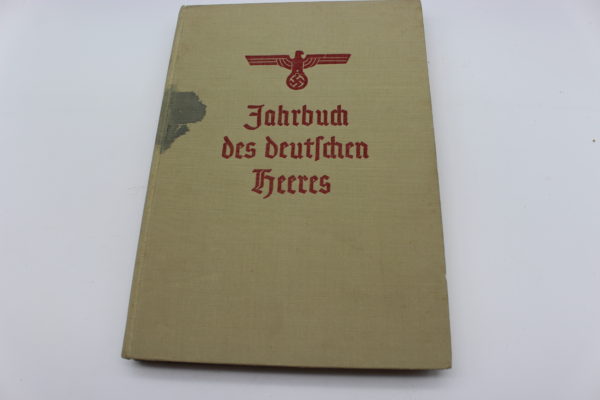 Jahrbuch
des deutſchen
Heeres